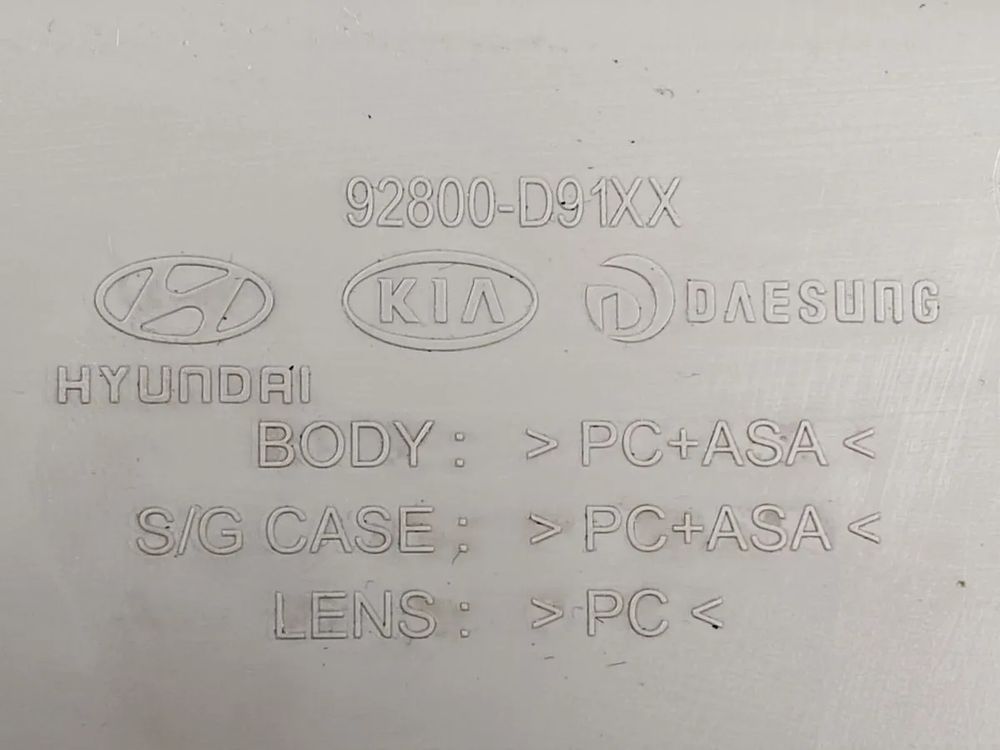 92800-D91XX
KIA DAESUNG
HYUNDAI
BODY : > PC+ASA <
S/G CASE : > PC+ASA <
LENS : > PC <